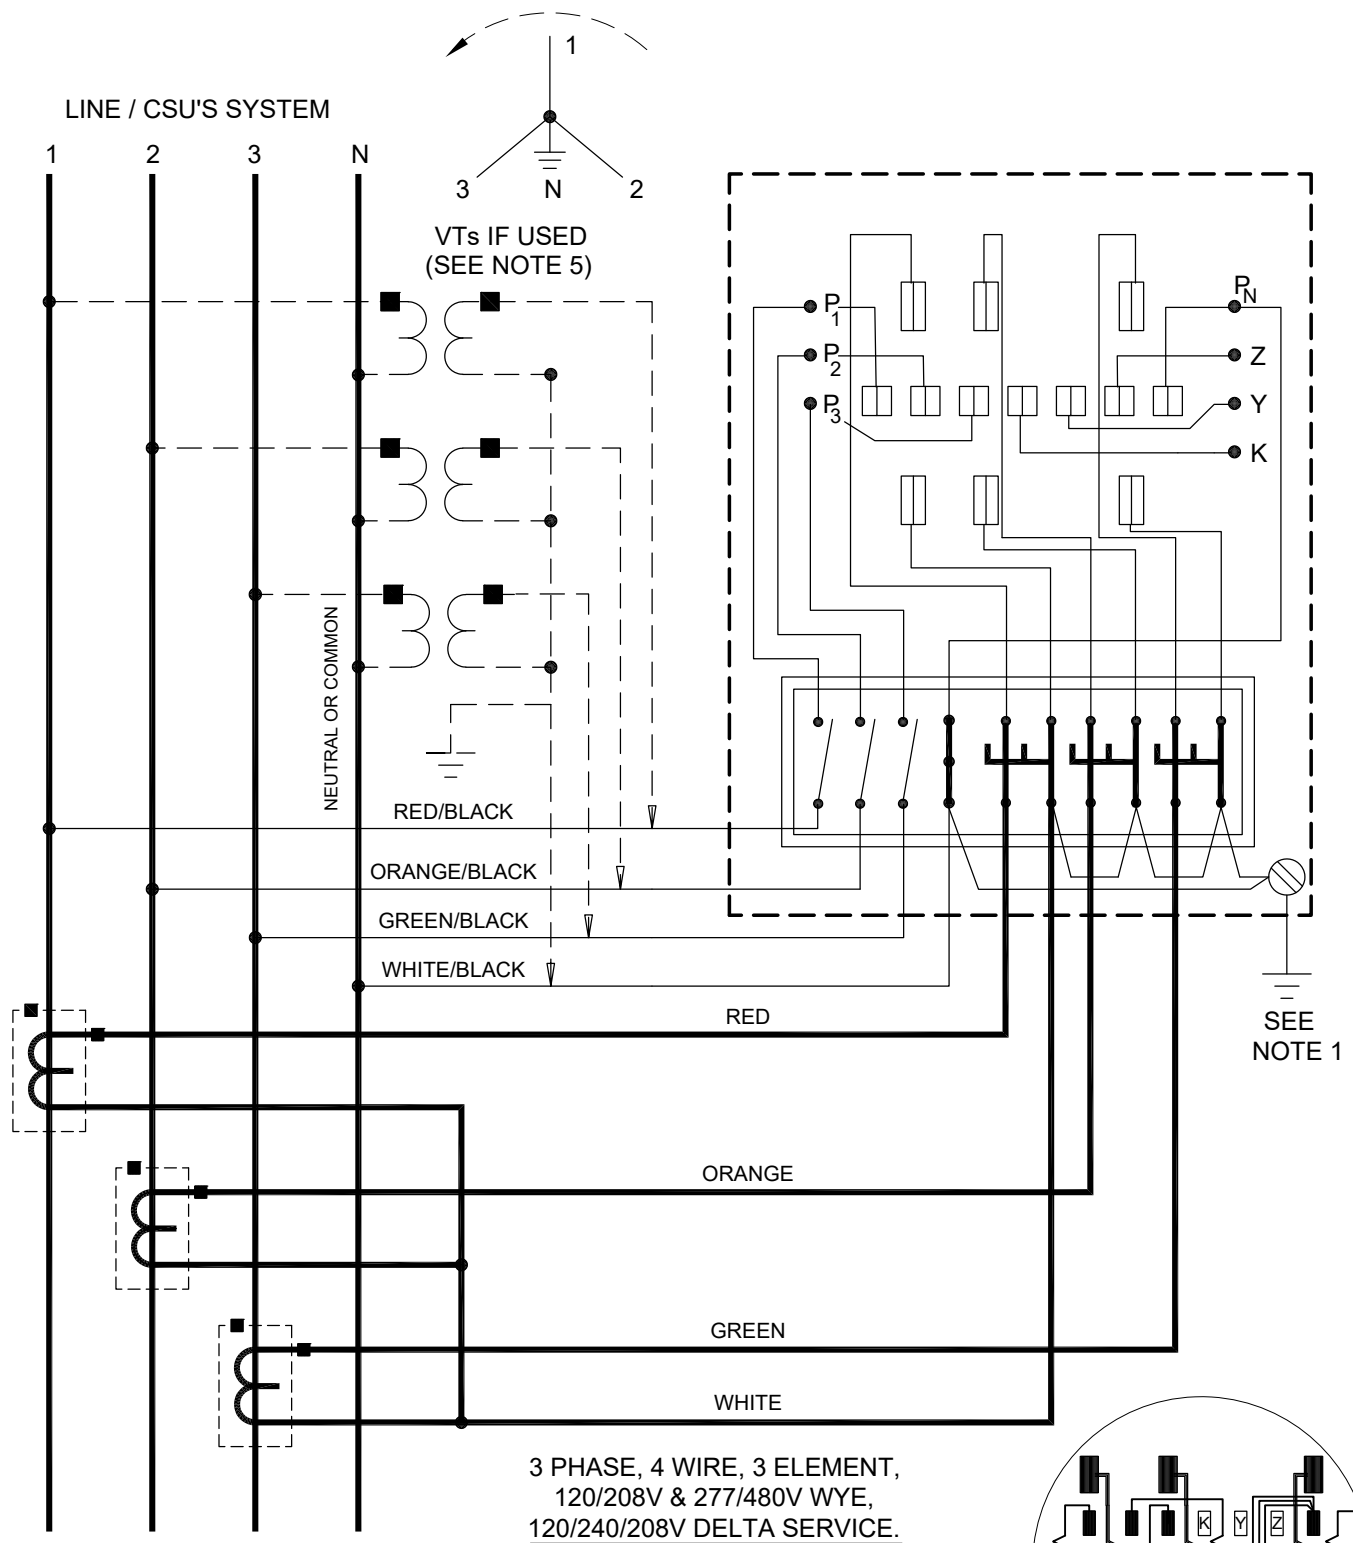 1
LINE / CSU'S SYSTEM
1 2 3 N
3 N 2
VTs IF USED
(SEE NOTE 5)
P1
PN
P2
Z
P3
Y
K
NEUTRAL OR COMMON
RED/BLACK
ORANGE/BLACK
GREEN/BLACK
WHITE/BLACK
RED
SEE
NOTE 1
ORANGE
GREEN
WHITE
3 PHASE, 4 WIRE, 3 ELEMENT,
120/208V & 277/480V WYE,
120/240/208V DELTA SERVICE.
K Y Z